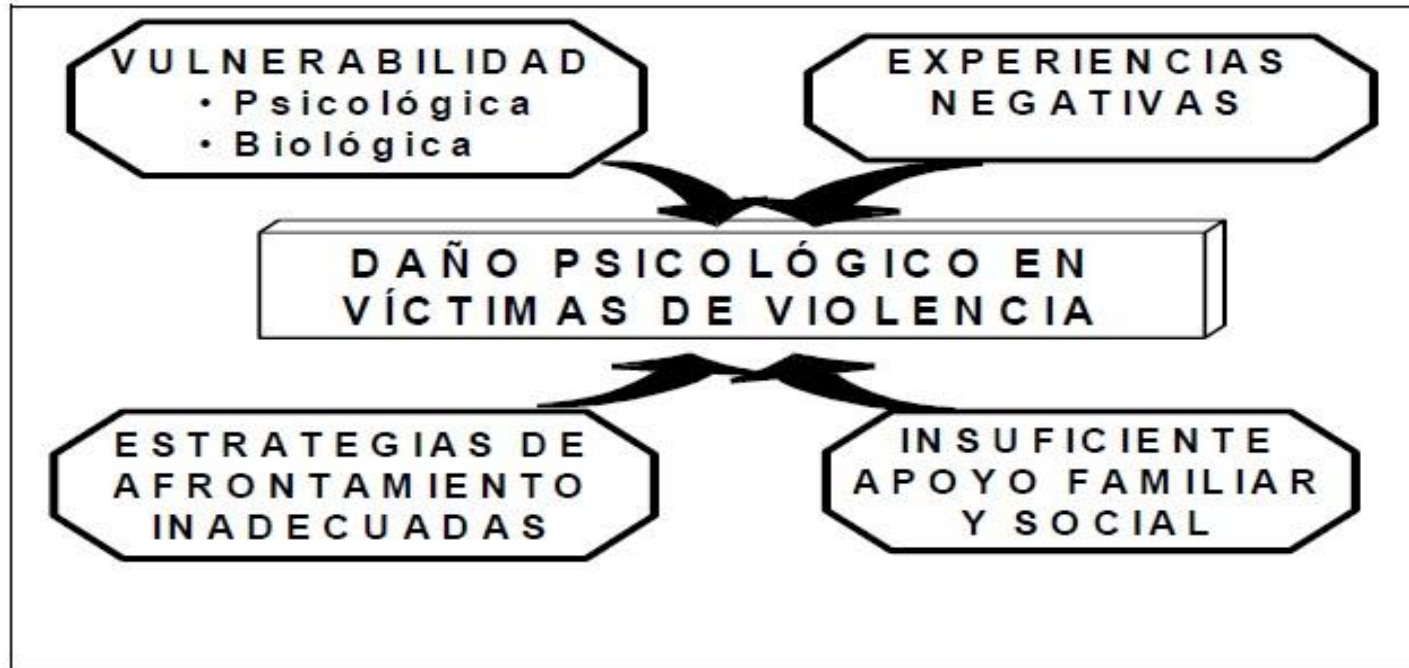 VULNERABILIDAD
• Psicológica
• Biológica
EXPERIENCIAS
NEGATIVAS
DAÑO PSICOLÓGICO EN
VÍCTIMAS DE VIOLENCIA
ESTRATEGIAS DE
AFRONTAMIENTO
INADECUADAS
INSUFICIENTE
APOYO FAMILIAR
Y SOCIAL